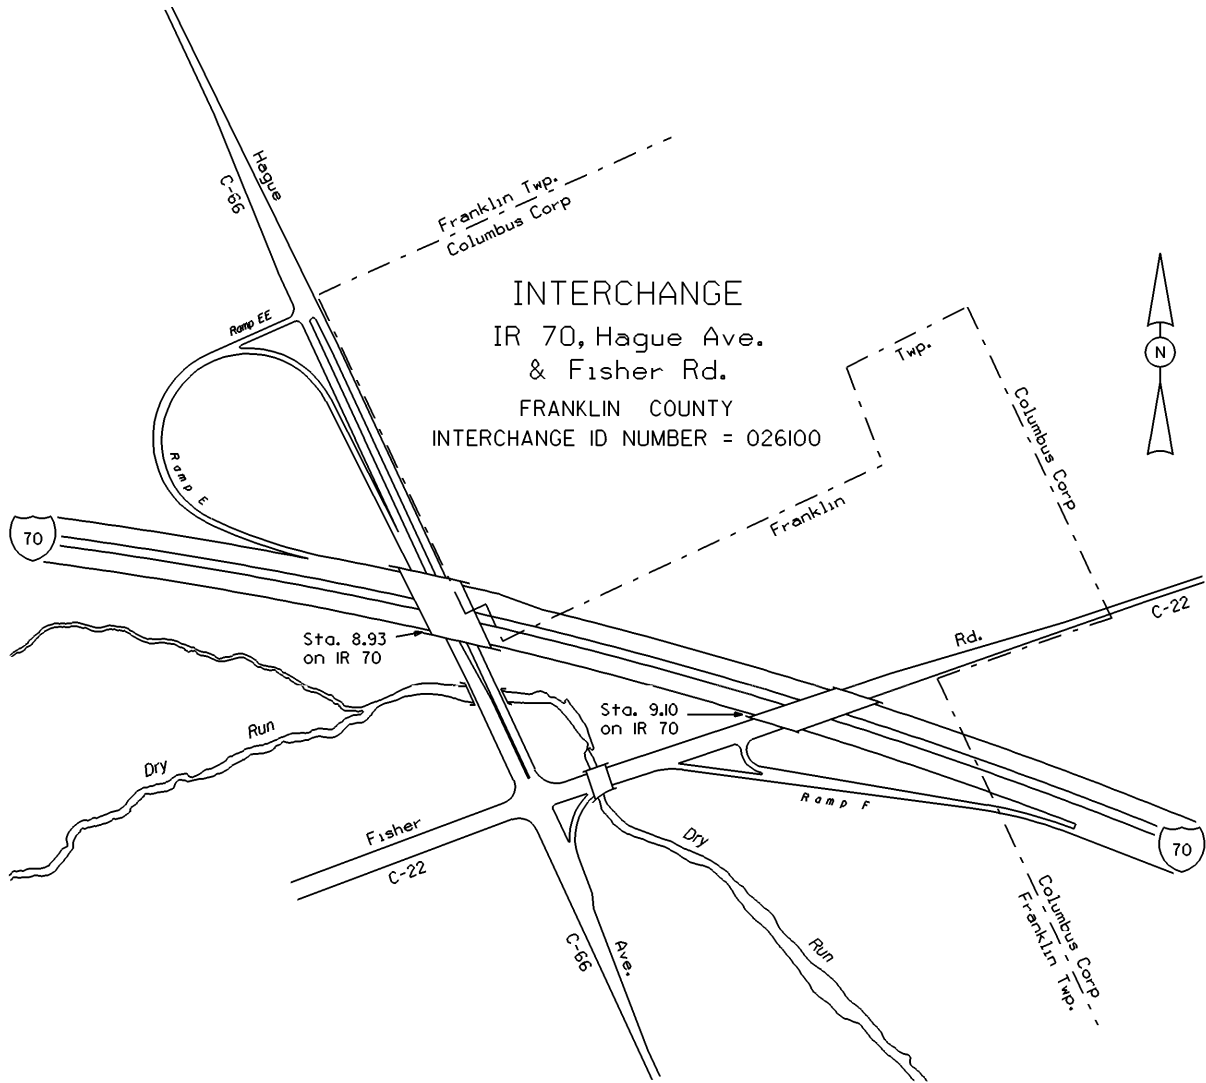 Hague
C-66
Franklin Twp.
Columbus Corp
INTERCHANGE
IR 70, Hague Ave.
& Fisher Rd.
FRANKLIN COUNTY
INTERCHANGE ID NUMBER = 026100
Ramp EE
Twp.
N
Columbus Corp
Ramp E
Franklin
70
C-22
Rd.
Sta. 8.93
on IR 70
Sta. 9.10
on IR 70
Run
Dry
Ramp F
Fisher
C-22
Dry
70
Columbus Corp
Franklin Twp.
C-66
Ave.
Run